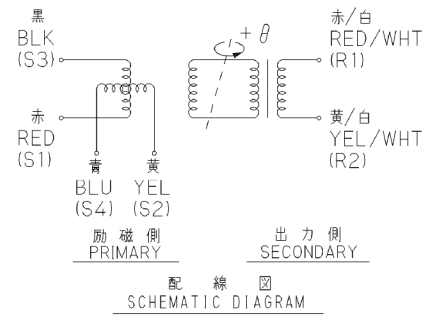 黒
BLK
(S3)
赤
RED
(S1)
青
BLU
(S4)
黄
YEL
(S2)
励磁側
PRIMARY
+θ
赤/白
RED/WHT
(R1)
黄/白
YEL/WHT
(R2)
出力側
SECONDARY
配線図
SCHEMATIC DIAGRAM